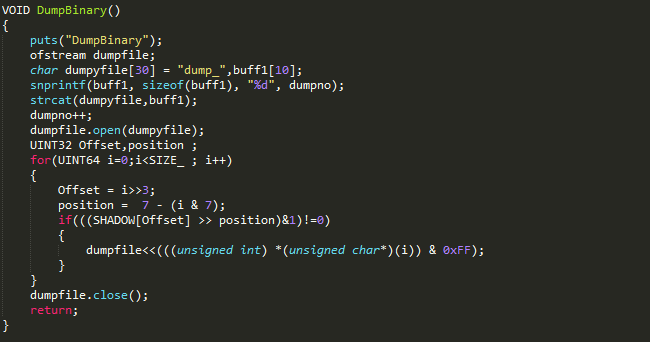 VOID DumpBinary()
{
    puts("DumpBinary");
    ofstream dumpfile;
    char dumpyfile[30] = "dump_",buff1[10];
    snprintf(buff1, sizeof(buff1), "%d", dumpno);
    strcat(dumpyfile,buff1);
    dumpno++;
    dumpfile.open(dumpyfile);
    UINT32 Offset,position ;
    for(UINT64 i=0;i<SIZE_ ; i++)
    {
        Offset = i>>3;
        position =  7 - (i & 7);
        if(((SHADOW[Offset] >> position)&1)!=0)
        {
            dumpfile<<(((unsigned int) *(unsigned char*)(i)) & 0xFF);
        }
    }
    dumpfile.close();
    return;
}